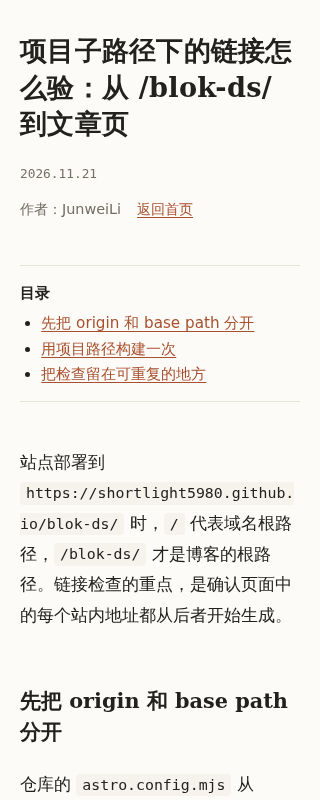 项目子路径下的链接怎
么验：从 /blok-ds/
到文章页
2026.11.21
作者：JunweiLi 返回首页
目录
先把 origin 和 base path 分开
用项目路径构建一次
把检查留在可重复的地方
站点部署到
https://shortlight5980.github.
io/blok-ds/ 时，/ 代表域名根路
径，/blok-ds/ 才是博客的根路
径。链接检查的重点，是确认页面中
的每个站内地址都从后者开始生成。
先把 origin 和 base path
分开
仓库的 astro.config.mjs 从